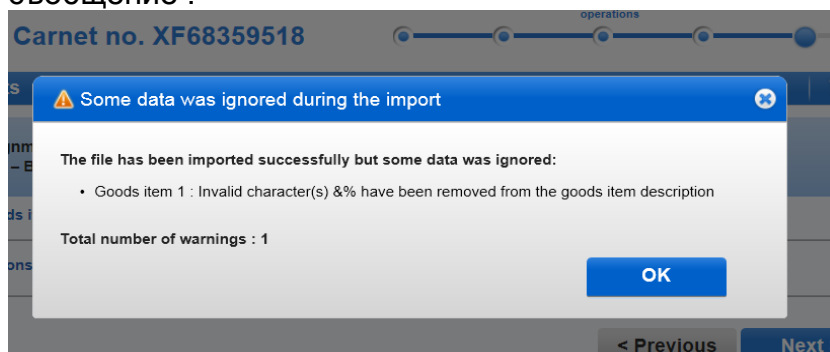 сообщение :
operations
Carnet no. XF68359518
Some data was ignored during the import
The file has been imported successfully but some data was ignored:
• Goods item 1 : Invalid character(s) &% have been removed from the goods item description
Total number of warnings : 1
OK
< Previous
Next